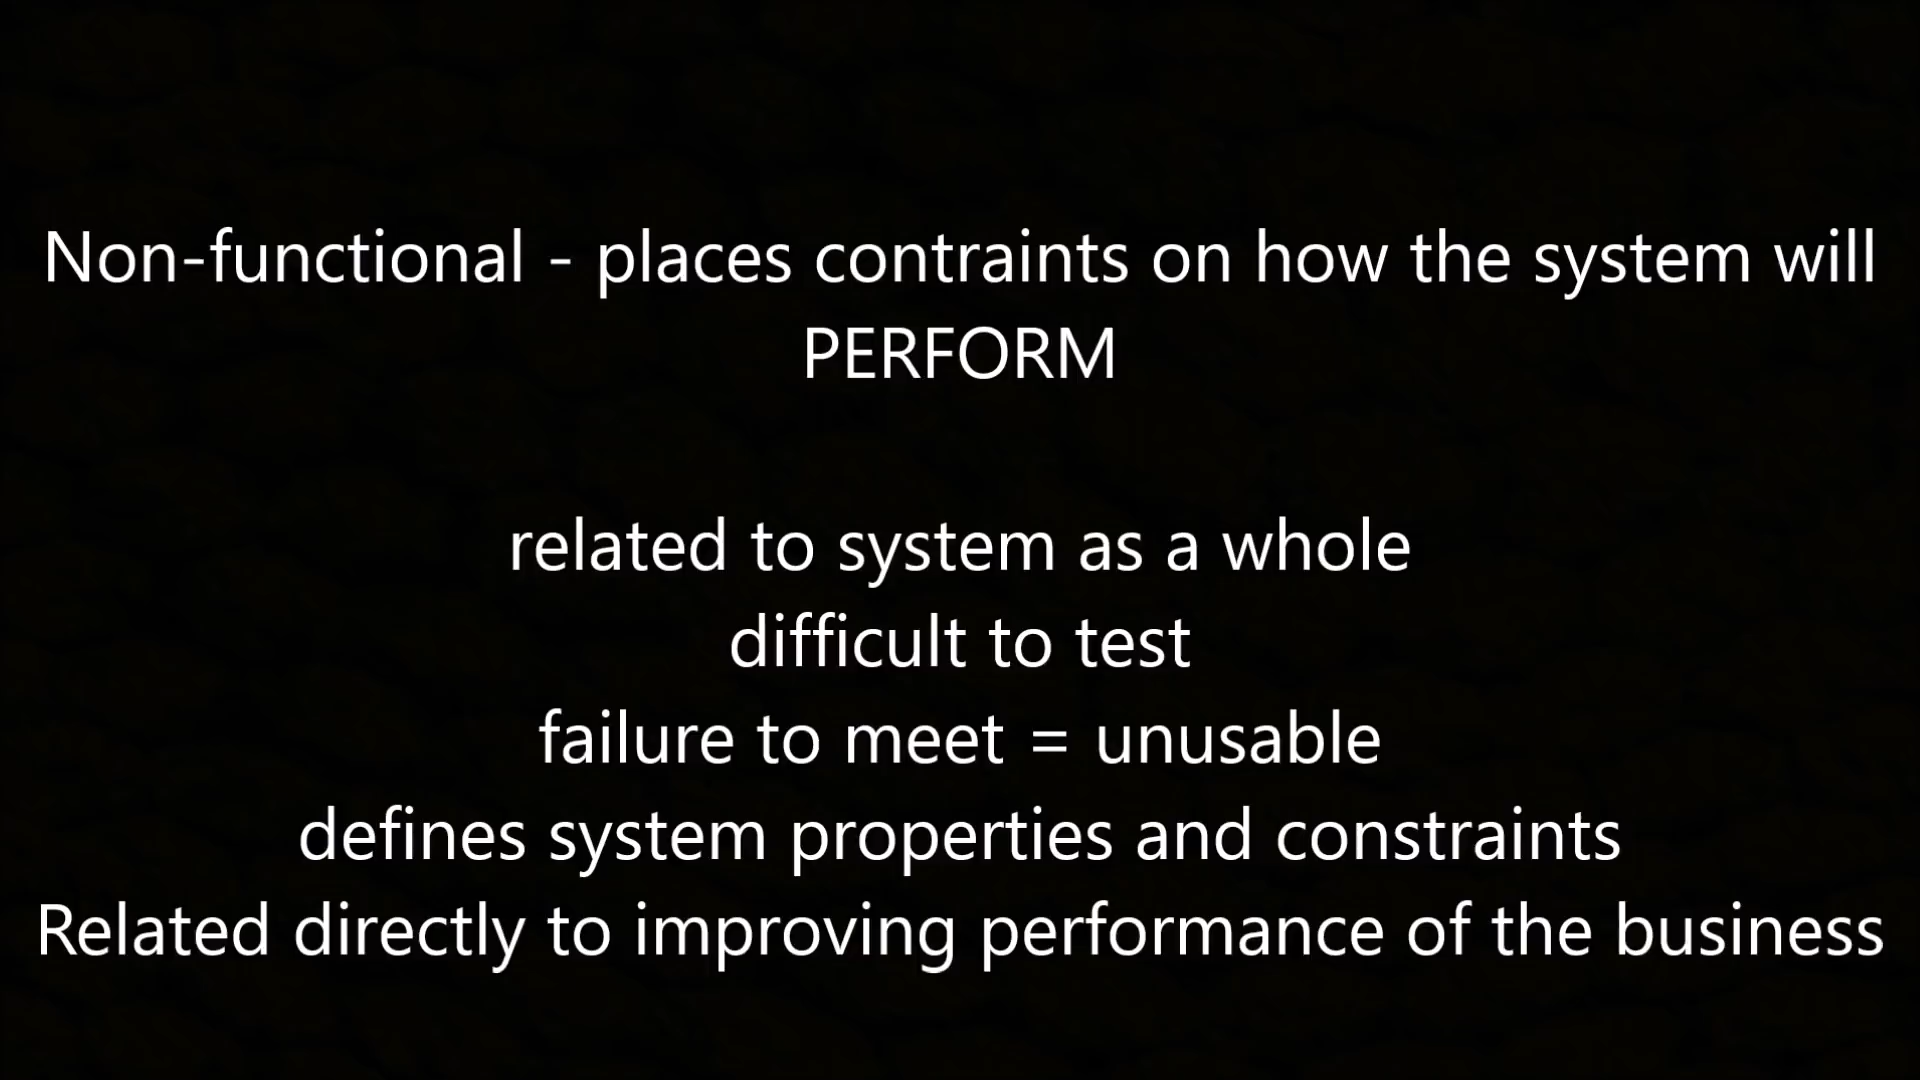 Non-functional - places contraints on how the system will
PERFORM
related to system as a whole
difficult to test
failure to meet = unusable
defines system properties and constraints
Related directly to improving performance of the business